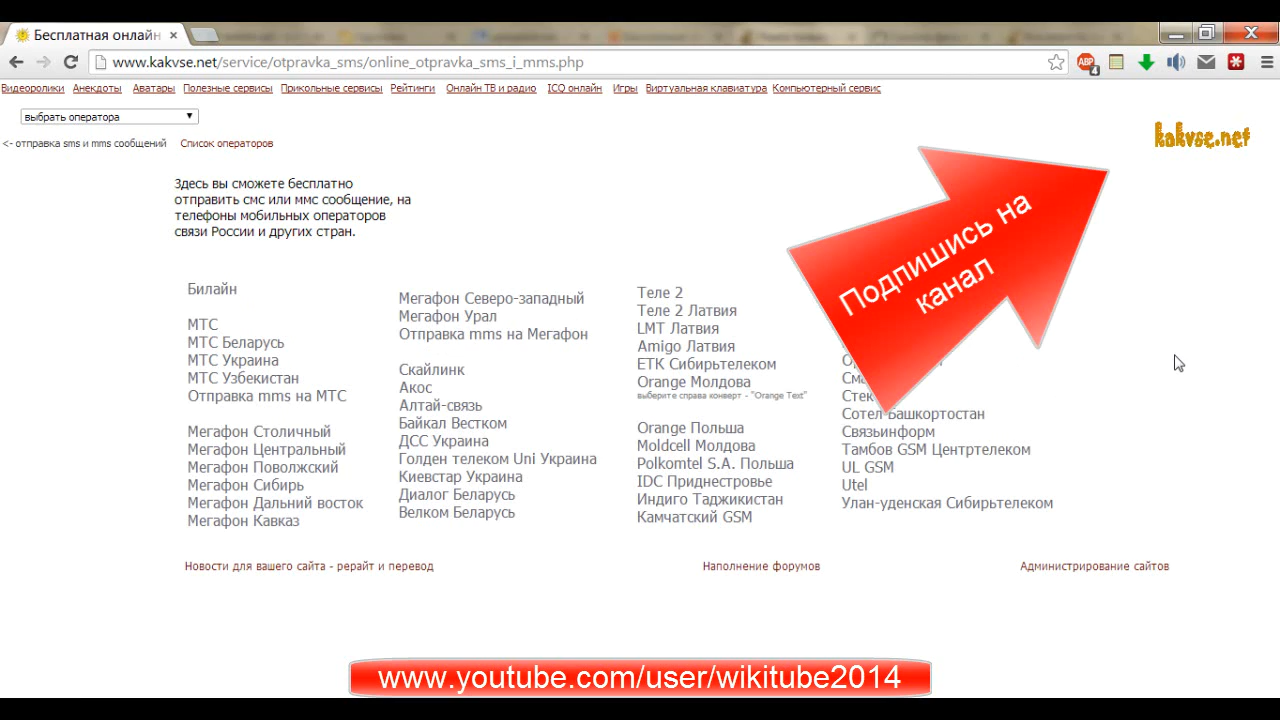 Бесплатная онлайн
www.kakvse.net/service/otpravka_sms/online_otpravka_sms_i_mms.php
ABP
4
Видеоролики Анекдоты Аватары Полезные сервисы Прикольные сервисы Рейтинги Онлайн ТВ и радио ICQ онлайн Игры Виртуальная клавиатура Компьютерный сервис
выбрать оператора
<- отправка sms и mms сообщений Список операторов
kakvse.net
Здесь вы сможете бесплатно
отправить смс или ммс сообщение, на
телефоны мобильных операторов
связи России и других стран.
Подпишись на
канал
Билайн
МТС
МТС Беларусь
МТС Украина
МТС Узбекистан
Отправка mms на МТС
Мегафон Столичный
Мегафон Центральный
Мегафон Поволжский
Мегафон Сибирь
Мегафон Дальний восток
Мегафон Кавказ
Мегафон Северо-западный
Мегафон Урал
Отправка mms на Мегафон
Скайлинк
Акос
Алтай-связь
Байкал Вестком
ДСС Украина
Голден телеком Uni Украина
Киевстар Украина
Диалог Беларусь
Велком Беларусь
Теле 2
Теле 2 Латвия
LMT Латвия
Amigo Латвия
ЕТК Сибирьтелеком
Orange Молдова
выберите справа конверт - "Orange Text"
Orange Польша
Moldcell Молдова
Polkomtel S.A. Польша
IDC Приднестровье
Индиго Таджикистан
Камчатский GSM
Сотел Башкортостан
Связьинформ
Тамбов GSM Центртелеком
UL GSM
Utel
Улан-уденская Сибирьтелеком
Новости для вашего сайта - рерайт и перевод Наполнение форумов Администрирование сайтов
www.youtube.com/user/wikitube2014